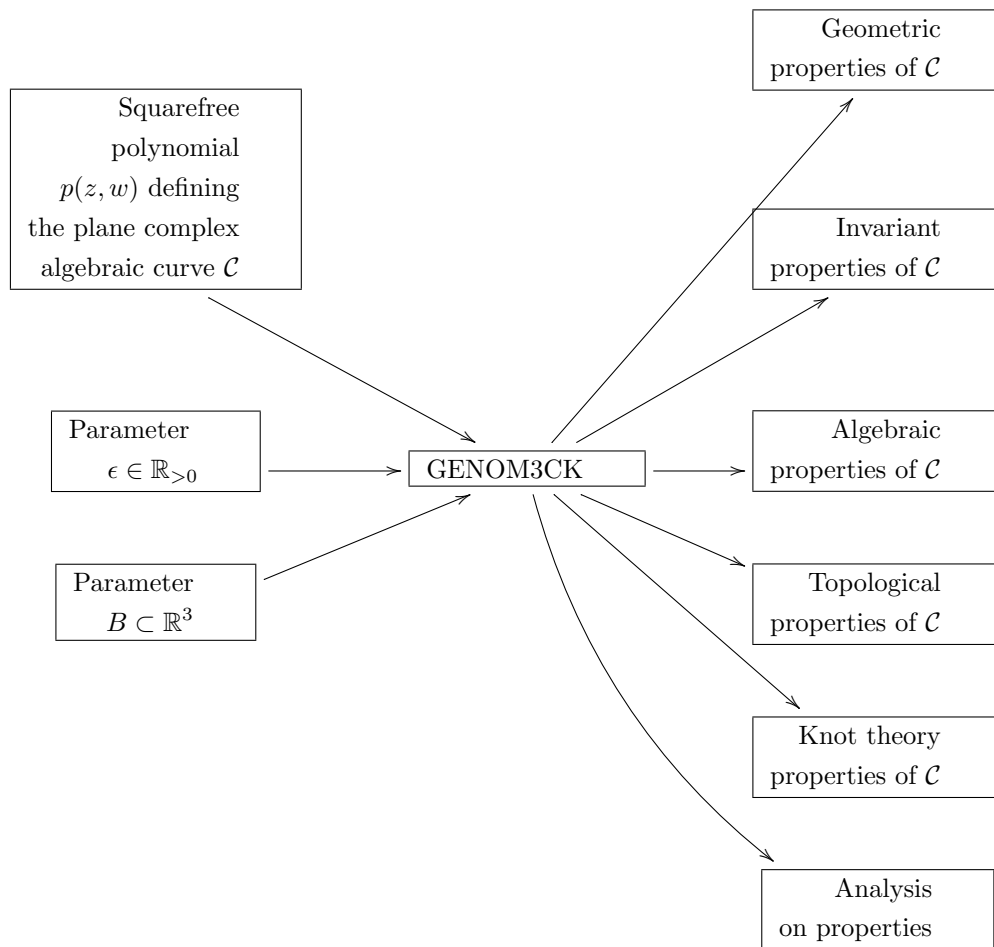 Squarefree
polynomial
p(z, w) defining
the plane complex
algebraic curve 𝒞
Parameter
ϵ ∈ ℝ>0
Parameter
B ⊂ ℝ³
GENOM3CK
Geometric
properties of 𝒞
Invariant
properties of 𝒞
Algebraic
properties of 𝒞
Topological
properties of 𝒞
Knot theory
properties of 𝒞
Analysis
on properties